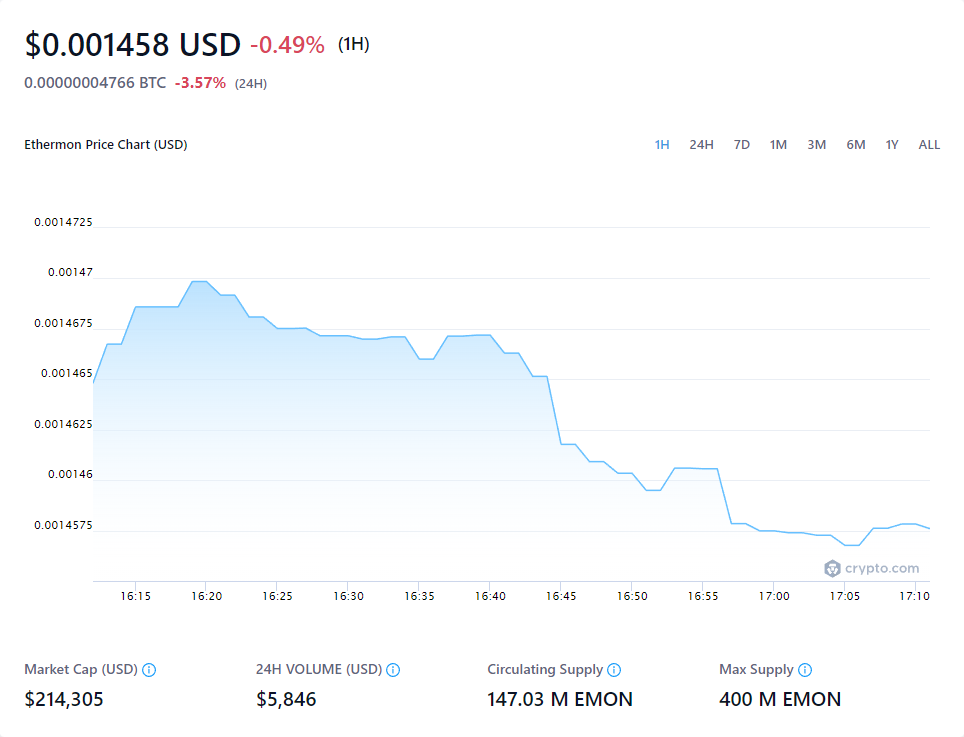 $0.001458 USD -0.49% (1H)
0.00000004766 BTC -3.57% (24H)
Ethermon Price Chart (USD)
1H 24H 7D 1M 3M 6M 1Y ALL
0.0014725
0.00147
0.0014675
0.001465
0.0014625
0.00146
0.0014575
crypto.com
16:15 16:20 16:25 16:30 16:35 16:40 16:45 16:50 16:55 17:00 17:05 17:10
Market Cap (USD) 24H VOLUME (USD) Circulating Supply Max Supply
$214,305 $5,846 147.03 M EMON 400 M EMON